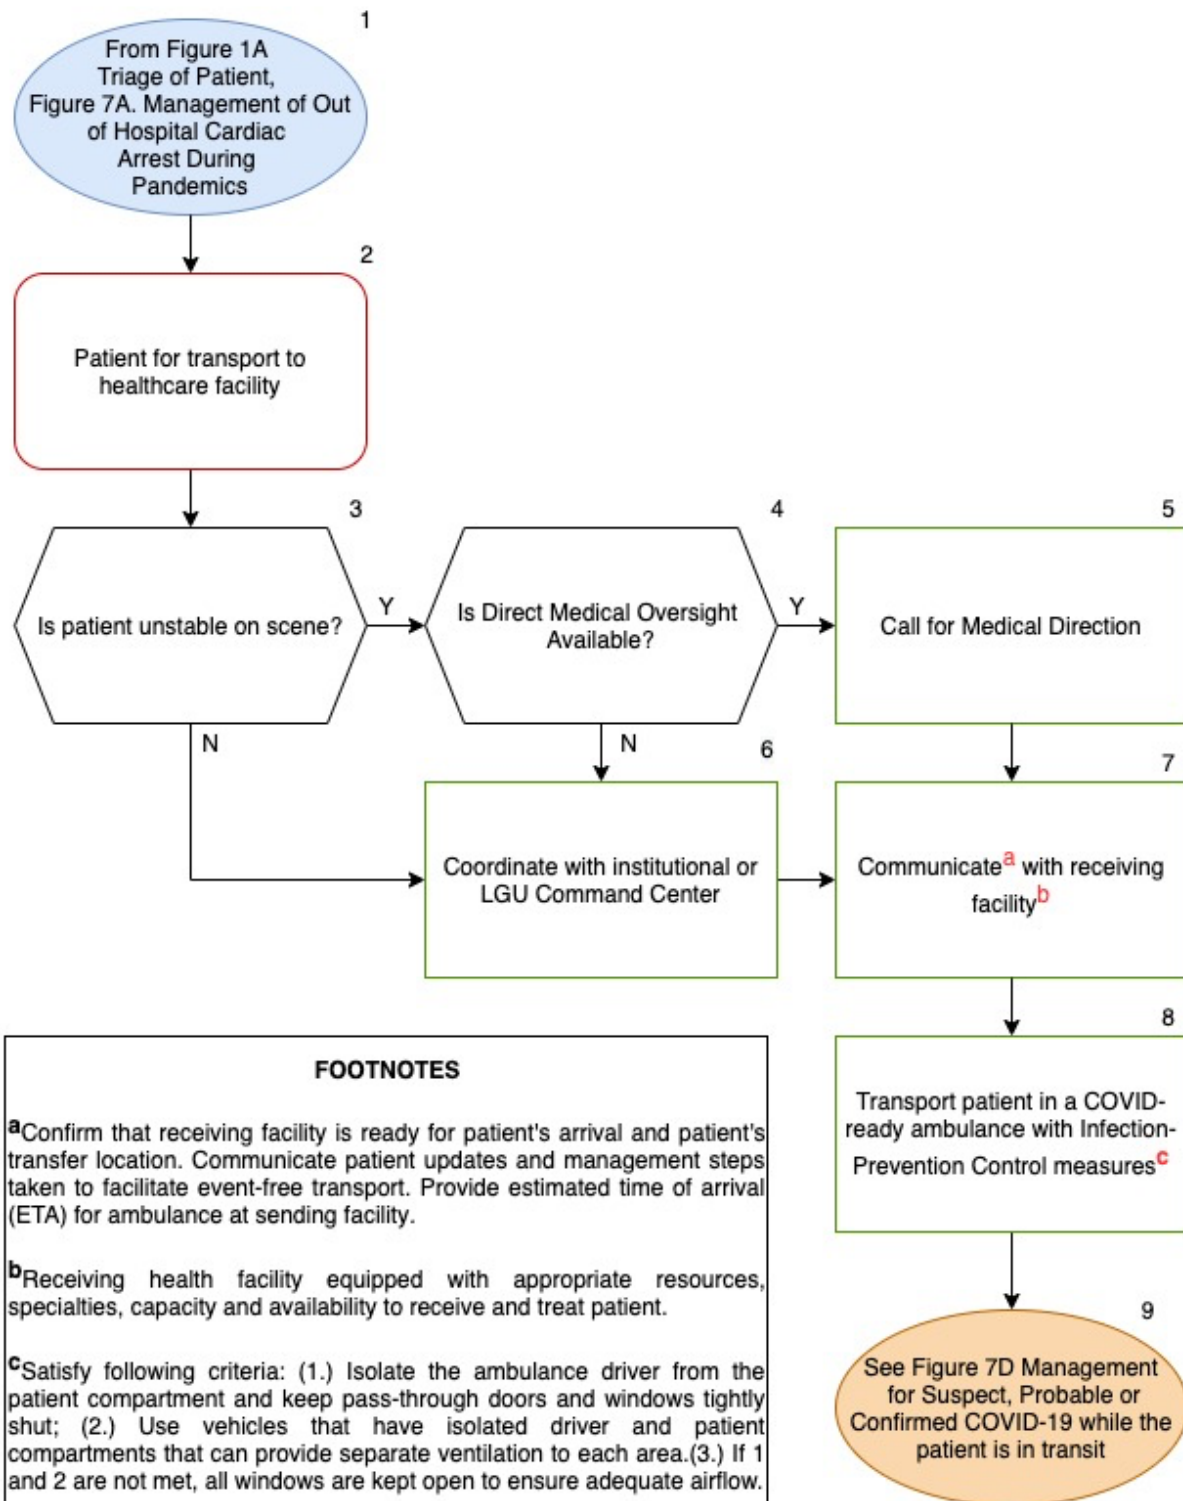 1
From Figure 1A
Triage of Patient,
Figure 7A. Management of Out
of Hospital Cardiac
Arrest During
Pandemics
2
Patient for transport to
healthcare facility
3
Is patient unstable on scene?
Y
N
4
Is Direct Medical Oversight
Available?
Y
N
5
Call for Medical Direction
6
Coordinate with institutional or
LGU Command Center
7
Communicatea with receiving
facilityb
8
Transport patient in a COVID-
ready ambulance with Infection-
Prevention Control measuresc
9
See Figure 7D Management
for Suspect, Probable or
Confirmed COVID-19 while the
patient is in transit
FOOTNOTES
aConfirm that receiving facility is ready for patient's arrival and patient's
transfer location. Communicate patient updates and management steps
taken to facilitate event-free transport. Provide estimated time of arrival
(ETA) for ambulance at sending facility.
bReceiving health facility equipped with appropriate resources,
specialties, capacity and availability to receive and treat patient.
cSatisfy following criteria: (1.) Isolate the ambulance driver from the
patient compartment and keep pass-through doors and windows tightly
shut; (2.) Use vehicles that have isolated driver and patient
compartments that can provide separate ventilation to each area.(3.) If 1
and 2 are not met, all windows are kept open to ensure adequate airflow.